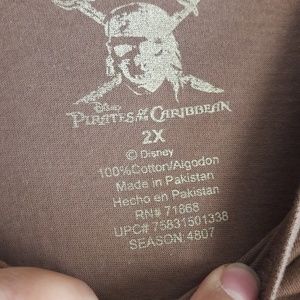 Disney
PIRATES OF THE CARIBBEAN
2X
© Disney
100%Cotton/Algodon
Made in Pakistan
Hecho en Pakistan
RN# 71868
UPC# 75831501338
SEASON 4807